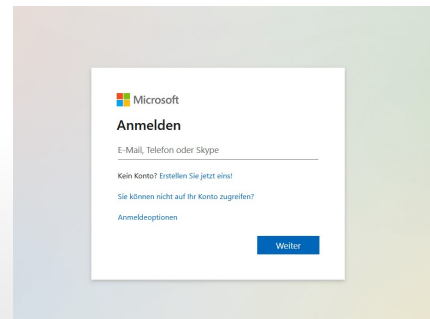 Microsoft
Anmelden
E-Mail, Telefon oder Skype
Kein Konto? Erstellen Sie jetzt eins!
Sie können nicht auf Ihr Konto zugreifen?
Anmeldeoptionen
Weiter